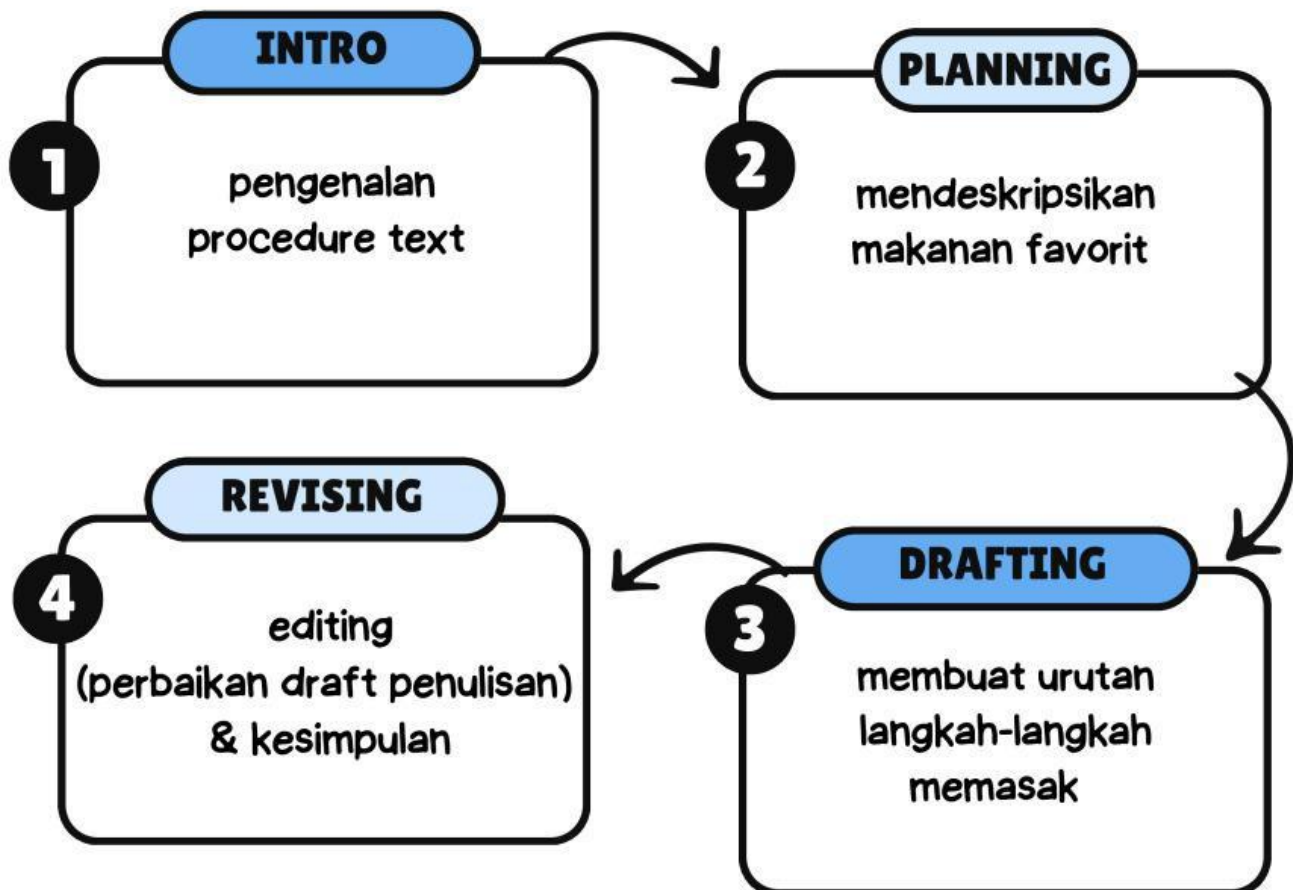 INTRO
1
pengenalan
procedure text
PLANNING
2
mendeskripsikan
makanan favorit
DRAFTING
3
membuat urutan
langkah-langkah
memasak
REVISING
4
editing
(perbaikan draft penulisan)
& kesimpulan